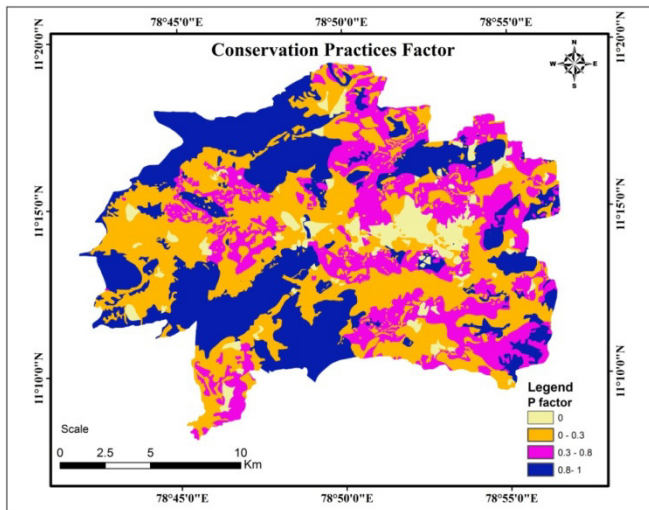 78°45'0"E 78°50'0"E 78°55'0"E
Conservation Practices Factor
N
W E
S
11°20'0"N 11°20'0"N
11°15'0"N 11°15'0"N
11°10'0"N 11°10'0"N
Legend
P factor
0
0 - 0.3
0.3 - 0.8
0.8- 1
Scale
0 2.5 5 10
Km
78°45'0"E 78°50'0"E 78°55'0"E